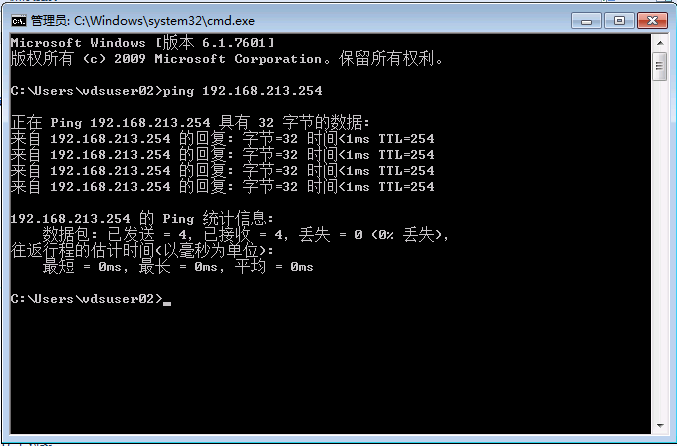 管理员: C:\Windows\system32\cmd.exe
Microsoft Windows [版本 6.1.7601]
版权所有 (c) 2009 Microsoft Corporation。保留所有权利。
C:\Users\vdsuser02>ping 192.168.213.254
正在 Ping 192.168.213.254 具有 32 字节的数据:
来自 192.168.213.254 的回复: 字节=32 时间<1ms TTL=254
来自 192.168.213.254 的回复: 字节=32 时间<1ms TTL=254
来自 192.168.213.254 的回复: 字节=32 时间<1ms TTL=254
来自 192.168.213.254 的回复: 字节=32 时间<1ms TTL=254
192.168.213.254 的 Ping 统计信息:
数据包: 已发送 = 4, 已接收 = 4, 丢失 = 0 (0% 丢失),
往返行程的估计时间(以毫秒为单位):
最短 = 0ms, 最长 = 0ms, 平均 = 0ms
C:\Users\vdsuser02>_